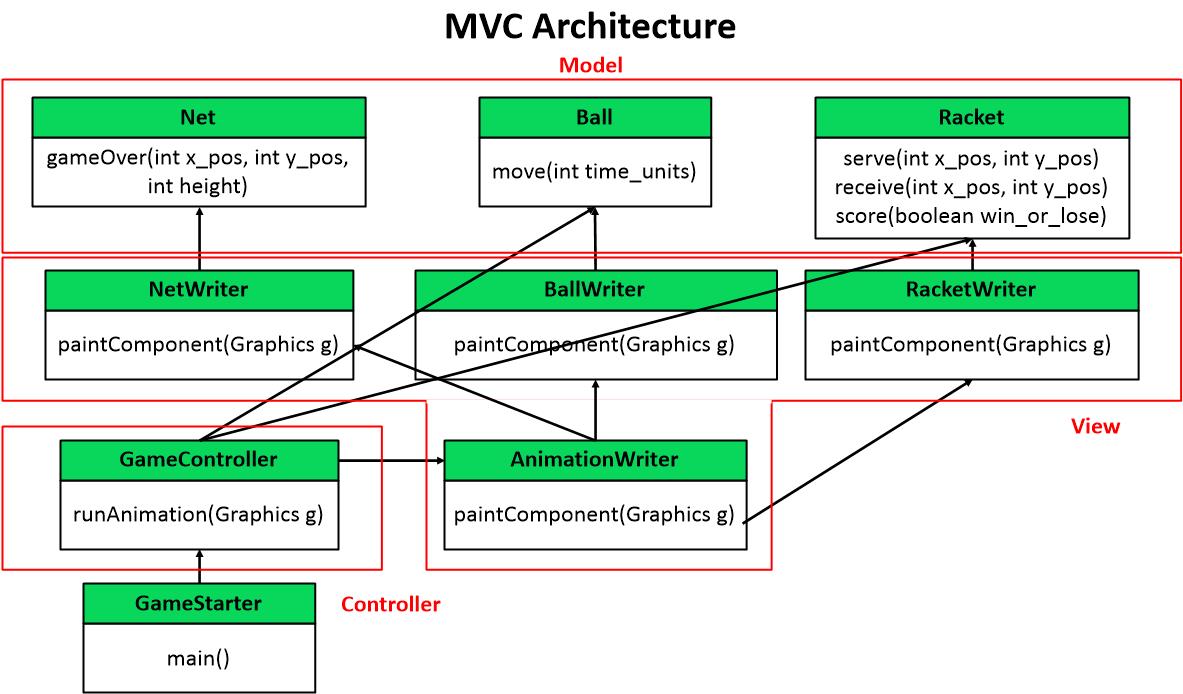 MVC Architecture
Model
Net
gameOver(int x_pos, int y_pos,
int height)
Ball
move(int time_units)
Racket
serve(int x_pos, int y_pos)
receive(int x_pos, int y_pos)
score(boolean win_or_lose)
NetWriter
paintComponent(Graphics g)
BallWriter
paintComponent(Graphics g)
RacketWriter
paintComponent(Graphics g)
View
GameController
runAnimation(Graphics g)
AnimationWriter
paintComponent(Graphics g)
GameStarter
main()
Controller